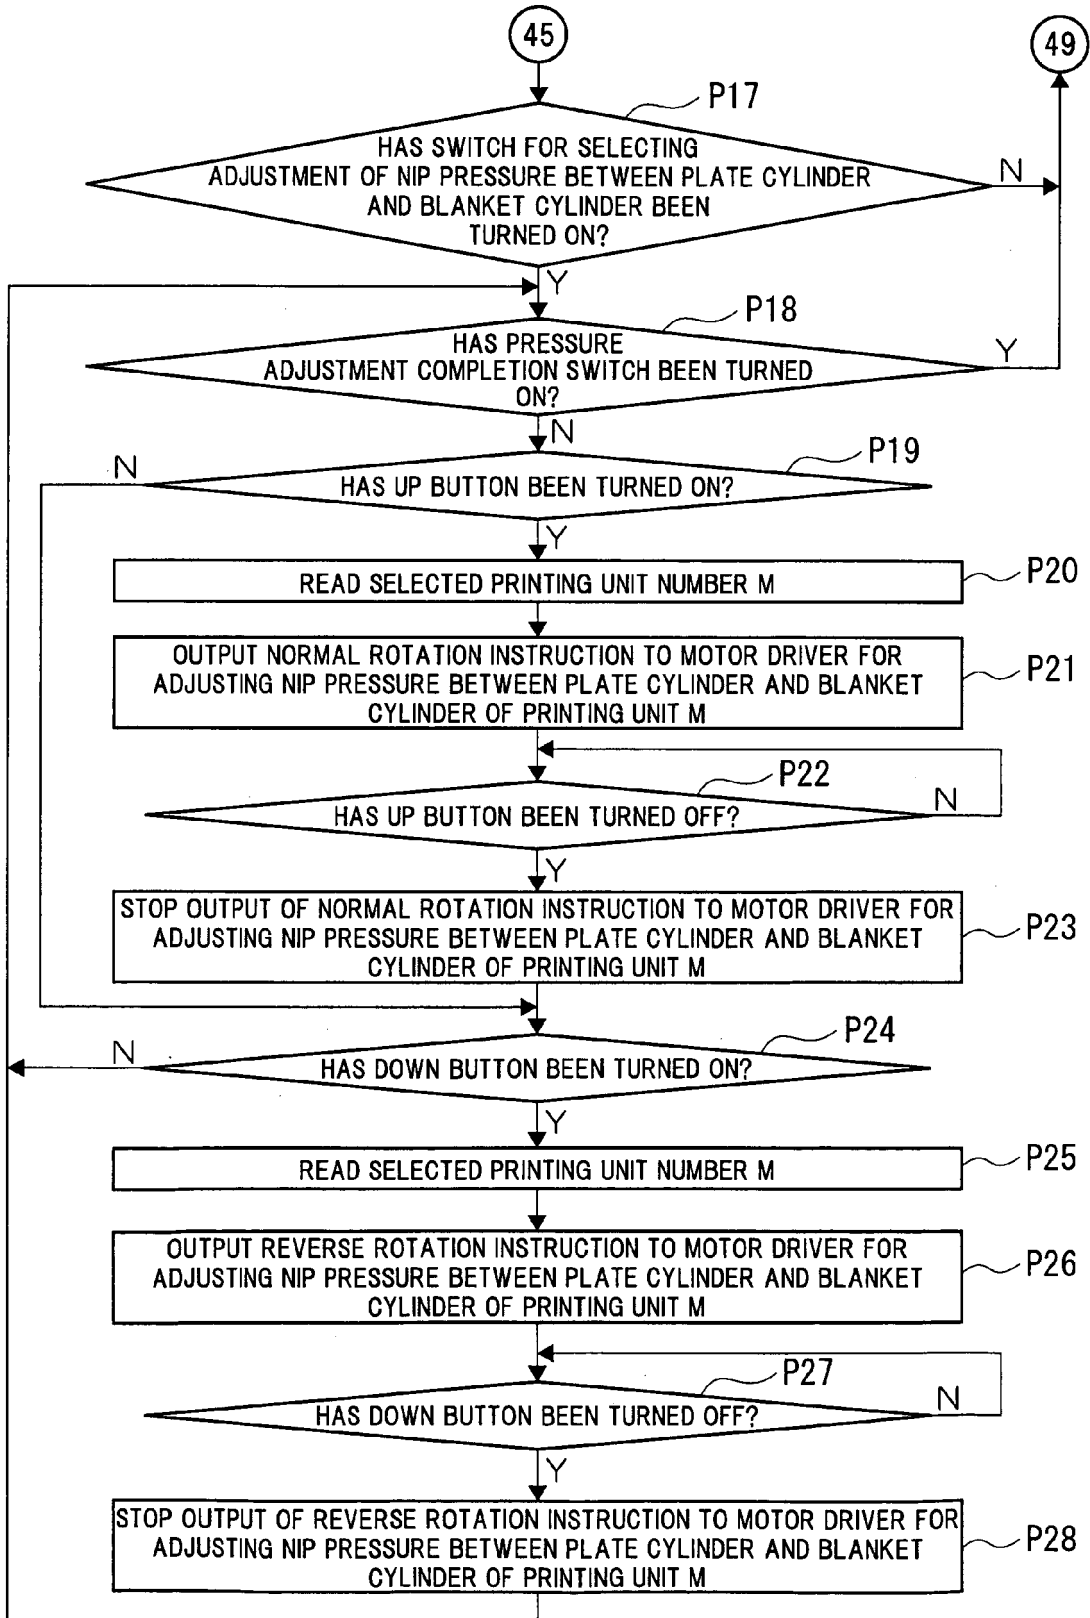 45
49
P17
HAS SWITCH FOR SELECTING
ADJUSTMENT OF NIP PRESSURE BETWEEN PLATE CYLINDER
AND BLANKET CYLINDER BEEN
TURNED ON?
N
Y
P18
HAS PRESSURE
ADJUSTMENT COMPLETION SWITCH BEEN TURNED
ON?
Y
N
P19
N
HAS UP BUTTON BEEN TURNED ON?
Y
P20
READ SELECTED PRINTING UNIT NUMBER M
OUTPUT NORMAL ROTATION INSTRUCTION TO MOTOR DRIVER FOR
ADJUSTING NIP PRESSURE BETWEEN PLATE CYLINDER AND BLANKET
CYLINDER OF PRINTING UNIT M
P21
P22
N
HAS UP BUTTON BEEN TURNED OFF?
Y
STOP OUTPUT OF NORMAL ROTATION INSTRUCTION TO MOTOR DRIVER FOR
ADJUSTING NIP PRESSURE BETWEEN PLATE CYLINDER AND BLANKET
CYLINDER OF PRINTING UNIT M
P23
P24
N
HAS DOWN BUTTON BEEN TURNED ON?
Y
P25
READ SELECTED PRINTING UNIT NUMBER M
OUTPUT REVERSE ROTATION INSTRUCTION TO MOTOR DRIVER FOR
ADJUSTING NIP PRESSURE BETWEEN PLATE CYLINDER AND BLANKET
CYLINDER OF PRINTING UNIT M
P26
P27
N
HAS DOWN BUTTON BEEN TURNED OFF?
Y
STOP OUTPUT OF REVERSE ROTATION INSTRUCTION TO MOTOR DRIVER FOR
ADJUSTING NIP PRESSURE BETWEEN PLATE CYLINDER AND BLANKET
CYLINDER OF PRINTING UNIT M
P28